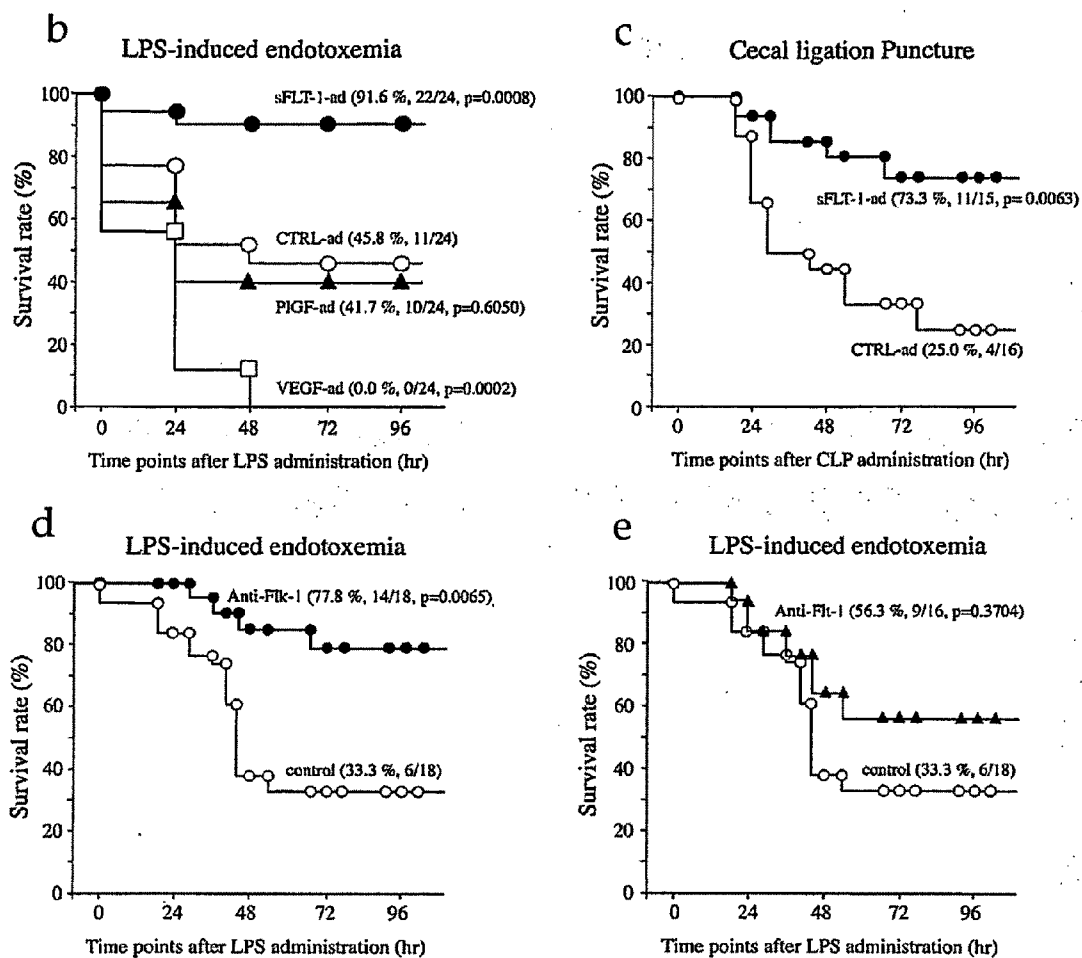 b
LPS-induced endotoxemia
Survival rate (%)
100
80
60
40
20
0
sFLT-1-ad (91.6 %, 22/24, p=0.0008)
CTRL-ad (45.8 %, 11/24)
PlGF-ad (41.7 %, 10/24, p=0.6050)
VEGF-ad (0.0 %, 0/24, p=0.0002)
0 24 48 72 96
Time points after LPS administration (hr)
c
Cecal ligation Puncture
Survival rate (%)
100
80
60
40
20
0
sFLT-1-ad (73.3 %, 11/15, p= 0.0063)
CTRL-ad (25.0 %, 4/16)
0 24 48 72 96
Time points after CLP administration (hr)
d
LPS-induced endotoxemia
Survival rate (%)
100
80
60
40
20
0
Anti-Flk-1 (77.8 %, 14/18, p=0.0065)
control (33.3 %, 6/18)
0 24 48 72 96
Time points after LPS administration (hr)
e
LPS-induced endotoxemia
Survival rate (%)
100
80
60
40
20
0
Anti-Flt-1 (56.3 %, 9/16, p=0.3704)
control (33.3 %, 6/18)
0 24 48 72 96
Time points after LPS administration (hr)